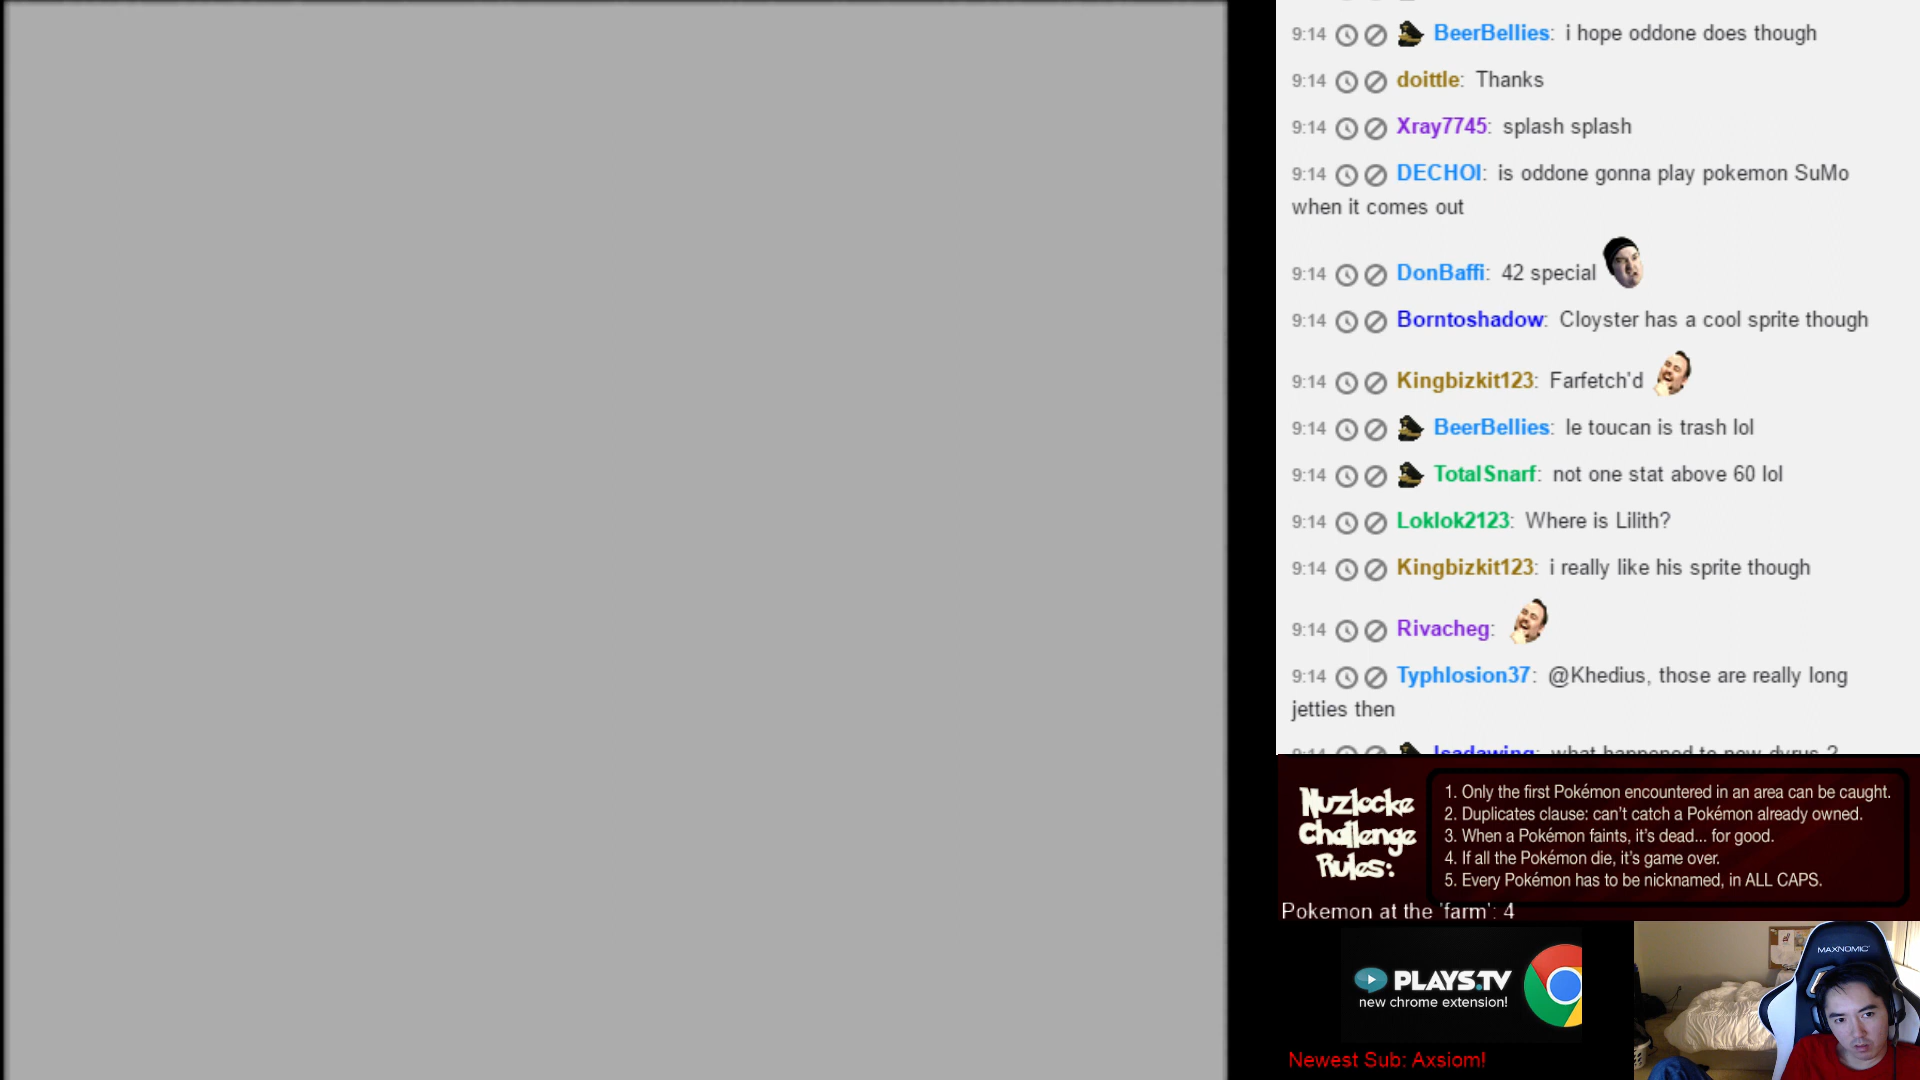 9:14 BeerBellies: i hope oddone does though
9:14 doittle: Thanks
9:14 Xray7745: splash splash
9:14 DECHOI: is oddone gonna play pokemon SuMo
when it comes out
9:14 DonBaffi: 42 special
9:14 Borntoshadow: Cloyster has a cool sprite though
9:14 Kingbizkit123: Farfetch'd
9:14 BeerBellies: le toucan is trash lol
9:14 TotalSnarf: not one stat above 60 lol
9:14 Loklok2123: Where is Lilith?
9:14 Kingbizkit123: i really like his sprite though
9:14 Rivacheg:
9:14 Typhlosion37: @Khedius, those are really long
jetties then
9:14 what happened to new dyrus ?
Nuzlocke
Challenge
Rules:
1. Only the first Pokémon encountered in an area can be caught.
2. Duplicates clause: can't catch a Pokémon already owned.
3. When a Pokémon faints, it's dead... for good.
4. If all the Pokémon die, it's game over.
5. Every Pokémon has to be nicknamed, in ALL CAPS.
Pokemon at the 'farm': 4
PLAYS.TV
new chrome extension!
MAXNOMIC
Newest Sub: Axsiom!